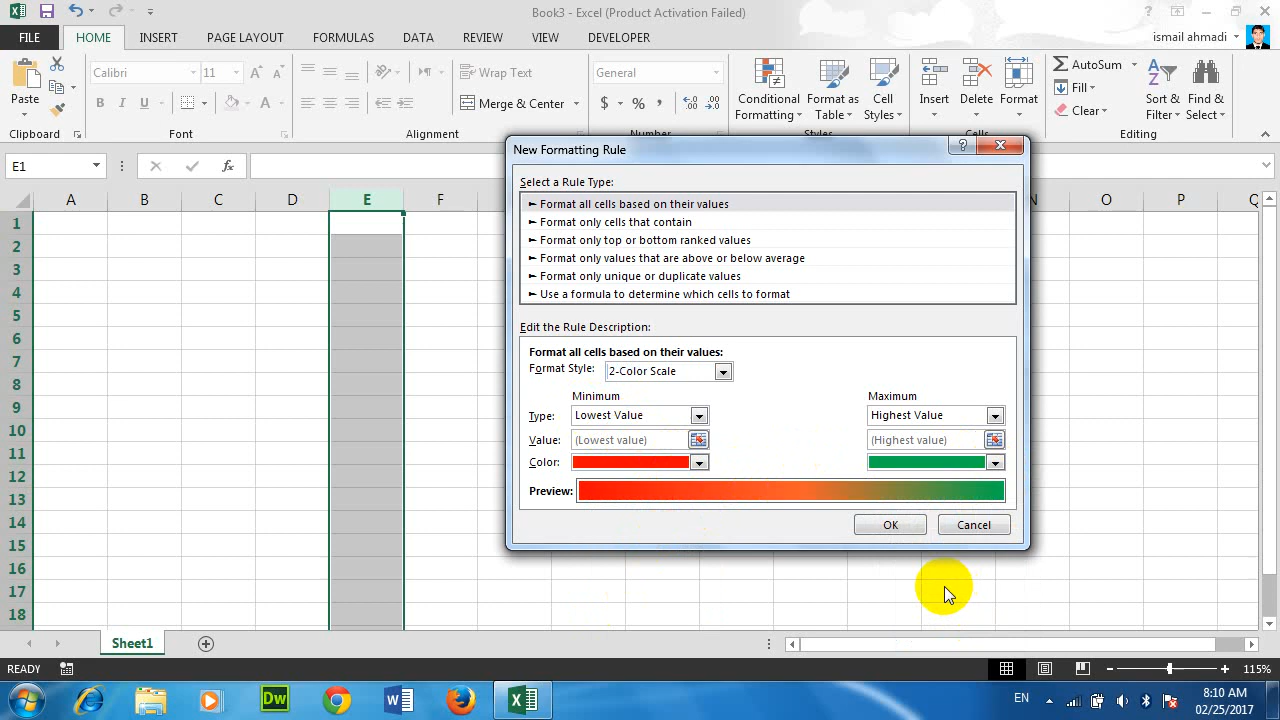 Book3 - Excel (Product Activation Failed)
FILE HOME INSERT PAGE LAYOUT FORMULAS DATA REVIEW VIEW DEVELOPER ismail ahmadi
Paste
Clipboard
Calibri 11
B I U
Font
Wrap Text
Merge & Center
Alignment
General
$ % ,
Number
Conditional Formatting
Format as Table
Cell Styles
Styles
Insert Delete Format
Cells
AutoSum
Fill
Clear
Sort & Filter
Find & Select
Editing
E1 fx
A B C D E F N O P Q
1
2
3
4
5
6
7
8
9
10
11
12
13
14
15
16
17
18
New Formatting Rule
Select a Rule Type:
► Format all cells based on their values
► Format only cells that contain
► Format only top or bottom ranked values
► Format only values that are above or below average
► Format only unique or duplicate values
► Use a formula to determine which cells to format
Edit the Rule Description:
Format all cells based on their values:
Format Style: 2-Color Scale
Minimum Maximum
Type: Lowest Value Highest Value
Value: (Lowest value) (Highest value)
Color:
Preview:
OK Cancel
Sheet1
READY 115%
Dw
EN 8:10 AM
02/25/2017